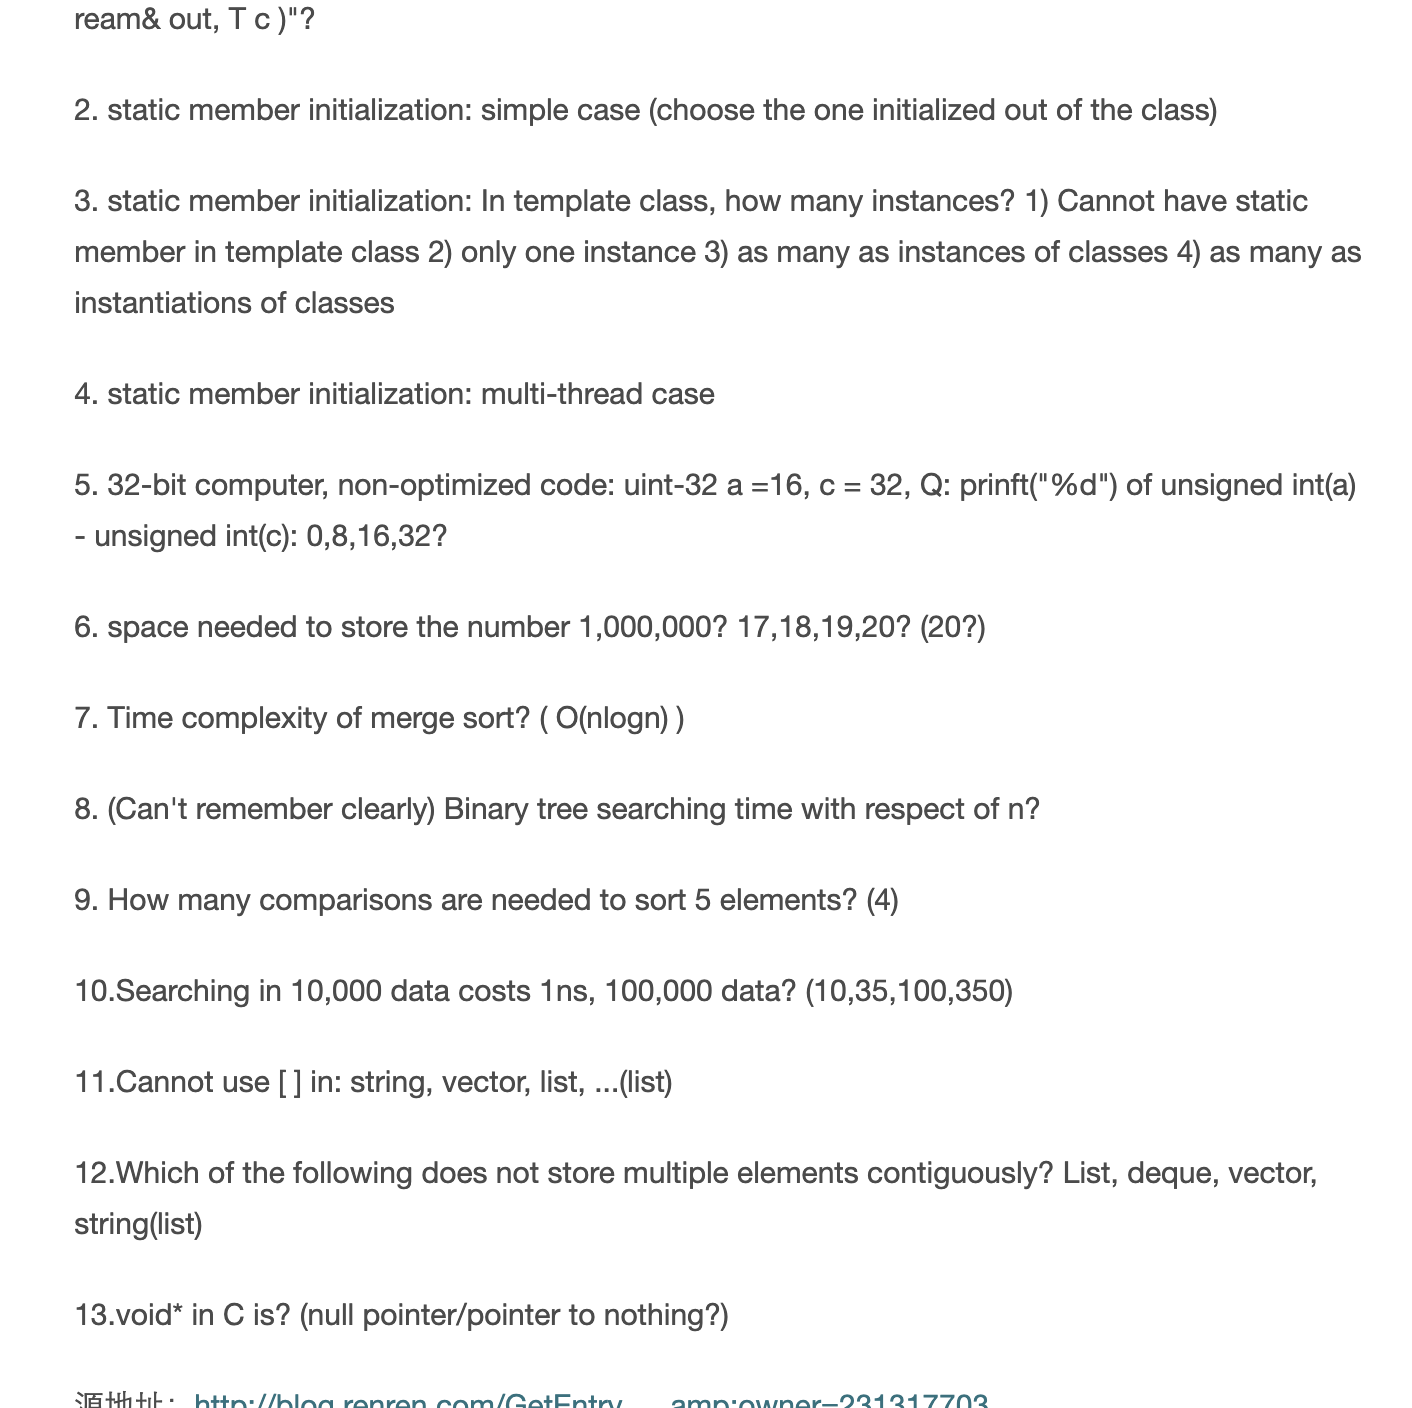 ream& out, T c )"?
2. static member initialization: simple case (choose the one initialized out of the class)
3. static member initialization: In template class, how many instances? 1) Cannot have static
member in template class 2) only one instance 3) as many as instances of classes 4) as many as
instantiations of classes
4. static member initialization: multi-thread case
5. 32-bit computer, non-optimized code: uint-32 a =16, c = 32, Q: prinft("%d") of unsigned int(a)
- unsigned int(c): 0,8,16,32?
6. space needed to store the number 1,000,000? 17,18,19,20? (20?)
7. Time complexity of merge sort? ( O(nlogn) )
8. (Can't remember clearly) Binary tree searching time with respect of n?
9. How many comparisons are needed to sort 5 elements? (4)
10.Searching in 10,000 data costs 1ns, 100,000 data? (10,35,100,350)
11.Cannot use [ ] in: string, vector, list, ...(list)
12.Which of the following does not store multiple elements contiguously? List, deque, vector,
string(list)
13.void* in C is? (null pointer/pointer to nothing?)
源地址：http://blog.renren.com/GetEntry ... amp;owner=231317703